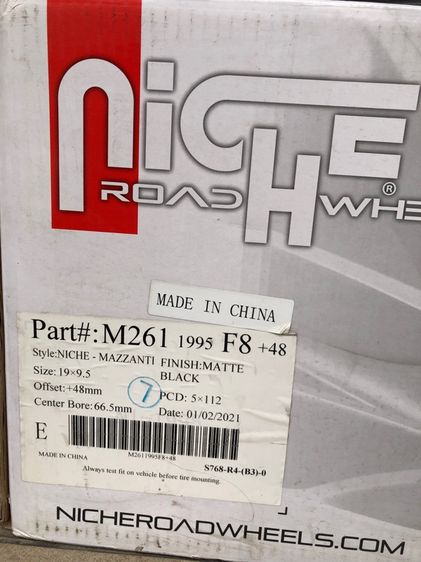 NICHE
ROAD WHE
MADE IN CHINA
Part#: M261 1995 F8 +48
Style:NICHE - MAZZANTI FINISH:MATTE
BLACK
Size: 19×9.5
Offset:+48mm
7
PCD: 5×112
Center Bore:66.5mm
Date: 01/02/2021
E
MADE IN CHINA
M2611995F8+48
S768-R4-(B3)-0
Always test fit on vehicle before tire mounting.
NICHEROADWHEELS.COM